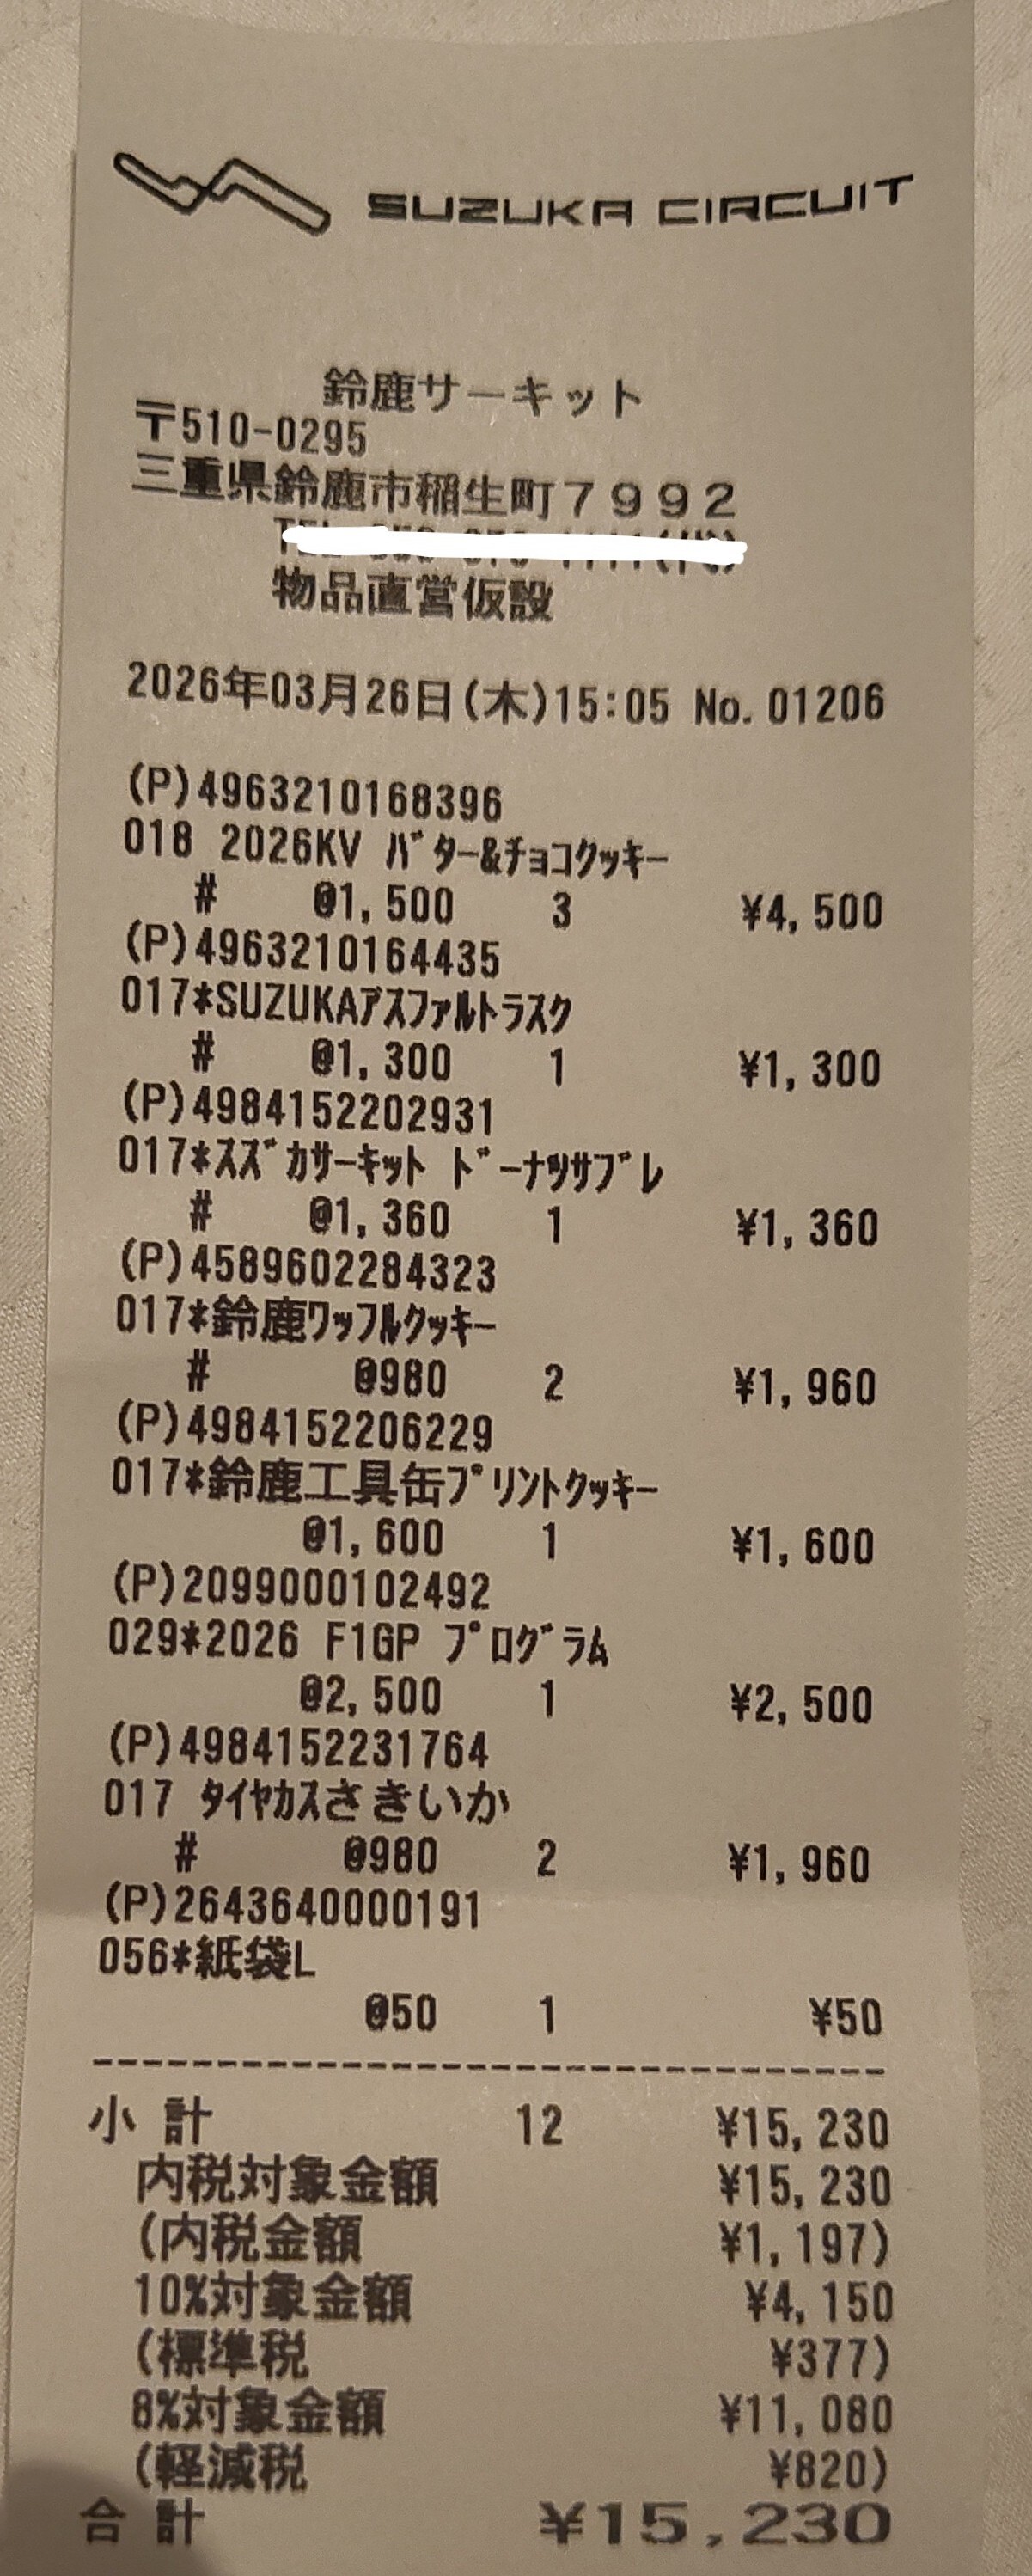 SUZUKA CIRCUIT
鈴鹿サーキット
〒510-0295
三重県鈴鹿市稲生町7992
物品直営仮設
2026年03月26日(木)15:05 No.01206
(P)4963210168396
018 2026KV ﾊﾞﾀｰ&ﾁｮｺｸｯｷｰ
# @1,500 3 ¥4,500
(P)4963210164435
017*SUZUKAｱｽﾌｧﾙﾄﾗｽｸ
# @1,300 1 ¥1,300
(P)4984152202931
017*ｽｽﾞｶｻｰｷｯﾄ ﾄﾞｰﾅﾂｻﾌﾞﾚ
# @1,360 1 ¥1,360
(P)4589602284323
017*鈴鹿ﾜｯﾌﾙｸｯｷｰ
# @980 2 ¥1,960
(P)4984152206229
017*鈴鹿工具缶ﾌﾟﾘﾝﾄｸｯｷｰ
@1,600 1 ¥1,600
(P)2099000102492
029*2026 F1GP ﾌﾟﾛｸﾞﾗﾑ
@2,500 1 ¥2,500
(P)4984152231764
017 ﾀｲﾔｶｽさきいか
# @980 2 ¥1,960
(P)2643640000191
056*紙袋L
@50 1 ¥50
小 計 12 ¥15,230
内税対象金額 ¥15,230
(内税金額 ¥1,197)
10%対象金額 ¥4,150
(標準税 ¥377)
8%対象金額 ¥11,080
(軽減税 ¥820)
合 計 ¥15,230